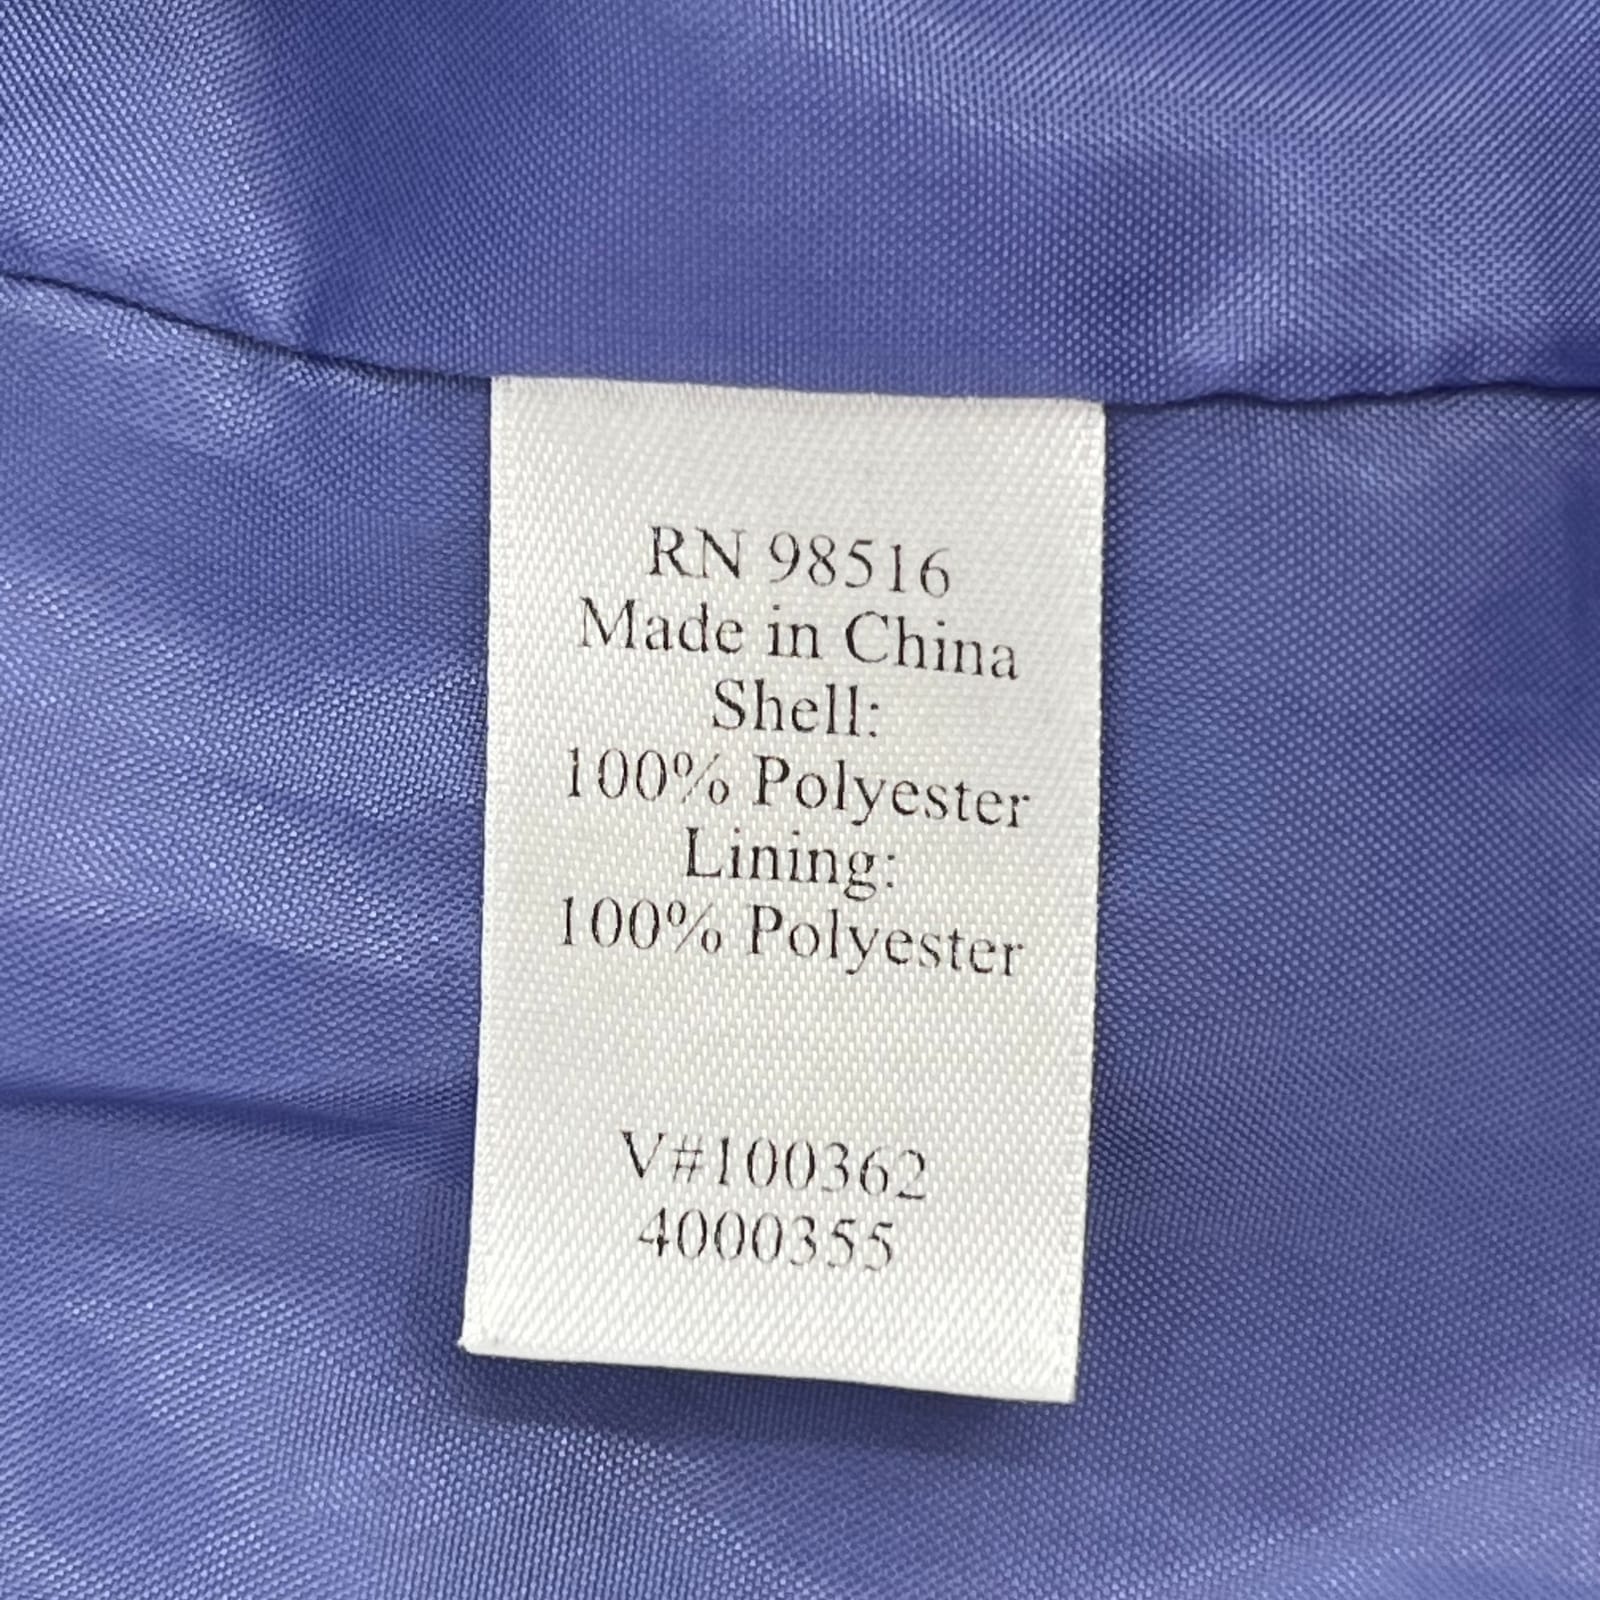 RN 98516
Made in China
Shell:
100% Polyester
Lining:
100% Polyester
V#100362
4000355